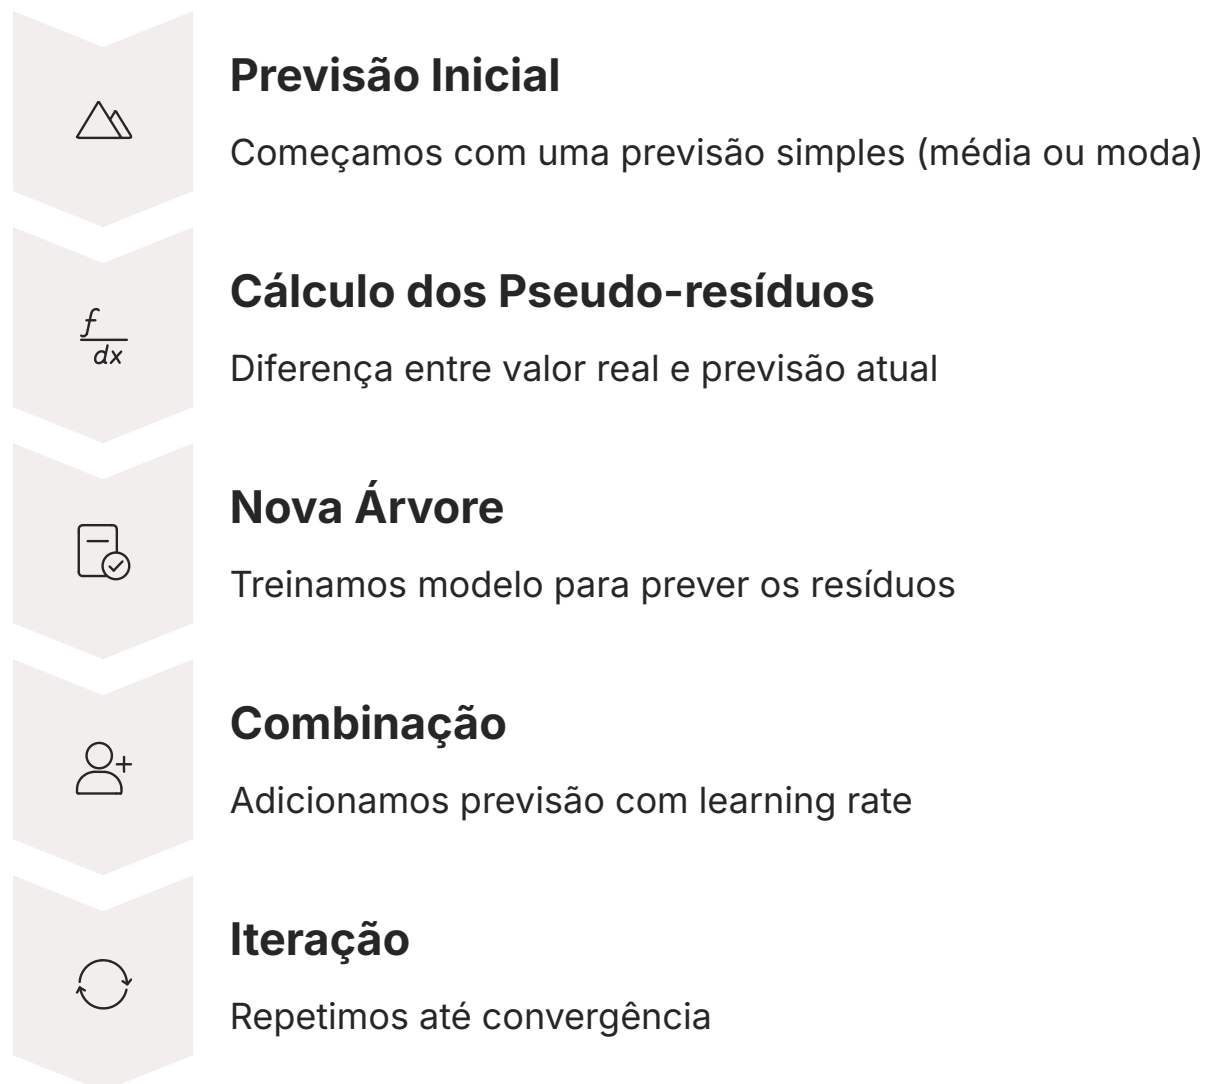 Previsão Inicial
Começamos com uma previsão simples (média ou moda)
f
dx
Cálculo dos Pseudo-resíduos
Diferença entre valor real e previsão atual
Nova Árvore
Treinamos modelo para prever os resíduos
Combinação
Adicionamos previsão com learning rate
Iteração
Repetimos até convergência